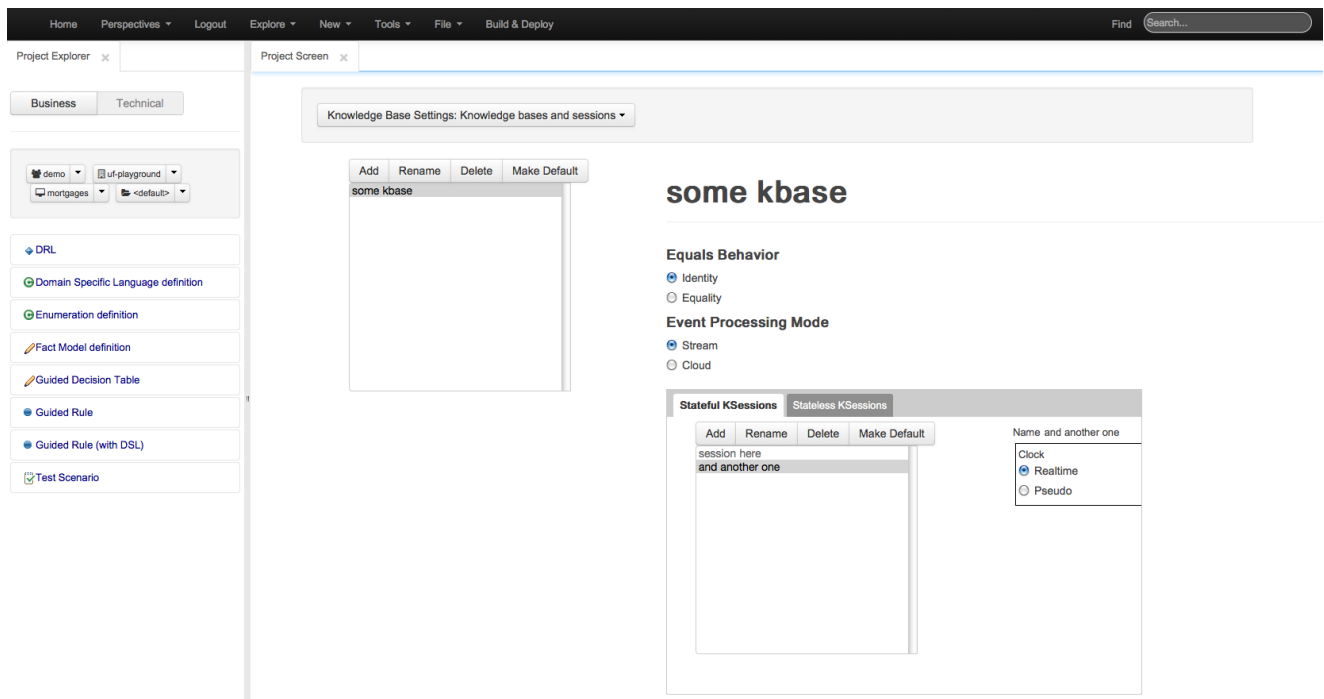 Home Perspectives Logout Explore New Tools File Build & Deploy Find Search...
Project Explorer
Project Screen
Business Technical
Knowledge Base Settings: Knowledge bases and sessions
demo uf-playground
mortgages <default>
DRL
Domain Specific Language definition
Enumeration definition
Fact Model definition
Guided Decision Table
Guided Rule
Guided Rule (with DSL)
Test Scenario
Add Rename Delete Make Default
some kbase
some kbase
Equals Behavior
Identity
Equality
Event Processing Mode
Stream
Cloud
Stateful KSessions Stateless KSessions
Add Rename Delete Make Default
session here
and another one
Name and another one
Clock
Realtime
Pseudo